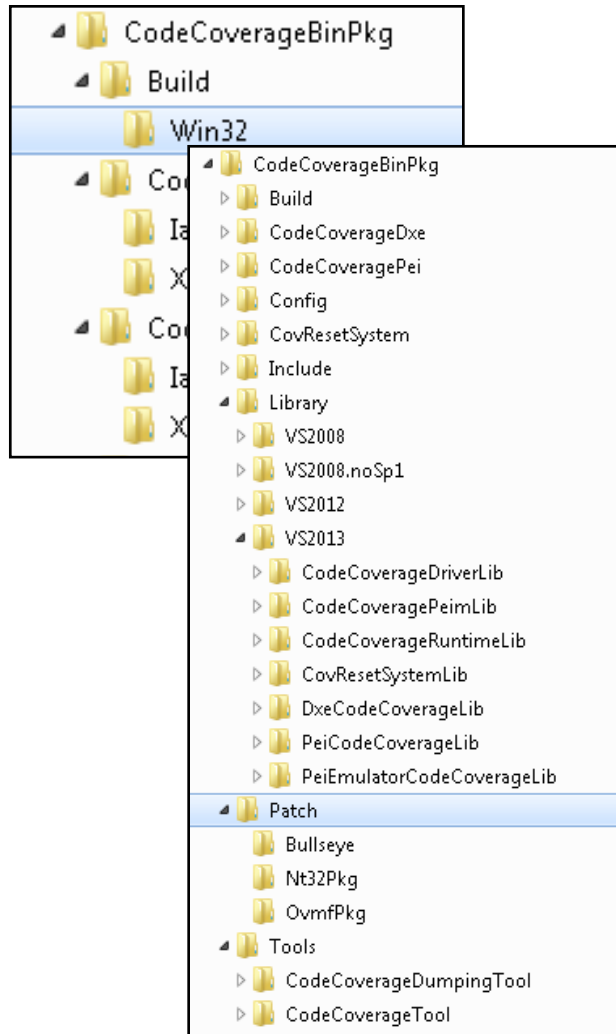 CodeCoverageBinPkg
Build
Win32
CodeCoverageBinPkg
Build
CodeCoverageDxe
CodeCoveragePei
Config
CovResetSystem
Include
Library
VS2008
VS2008.noSp1
VS2012
VS2013
CodeCoverageDriverLib
CodeCoveragePeimLib
CodeCoverageRuntimeLib
CovResetSystemLib
DxeCodeCoverageLib
PeiCodeCoverageLib
PeiEmulatorCodeCoverageLib
Patch
Bullseye
Nt32Pkg
OvmfPkg
Tools
CodeCoverageDumpingTool
CodeCoverageTool